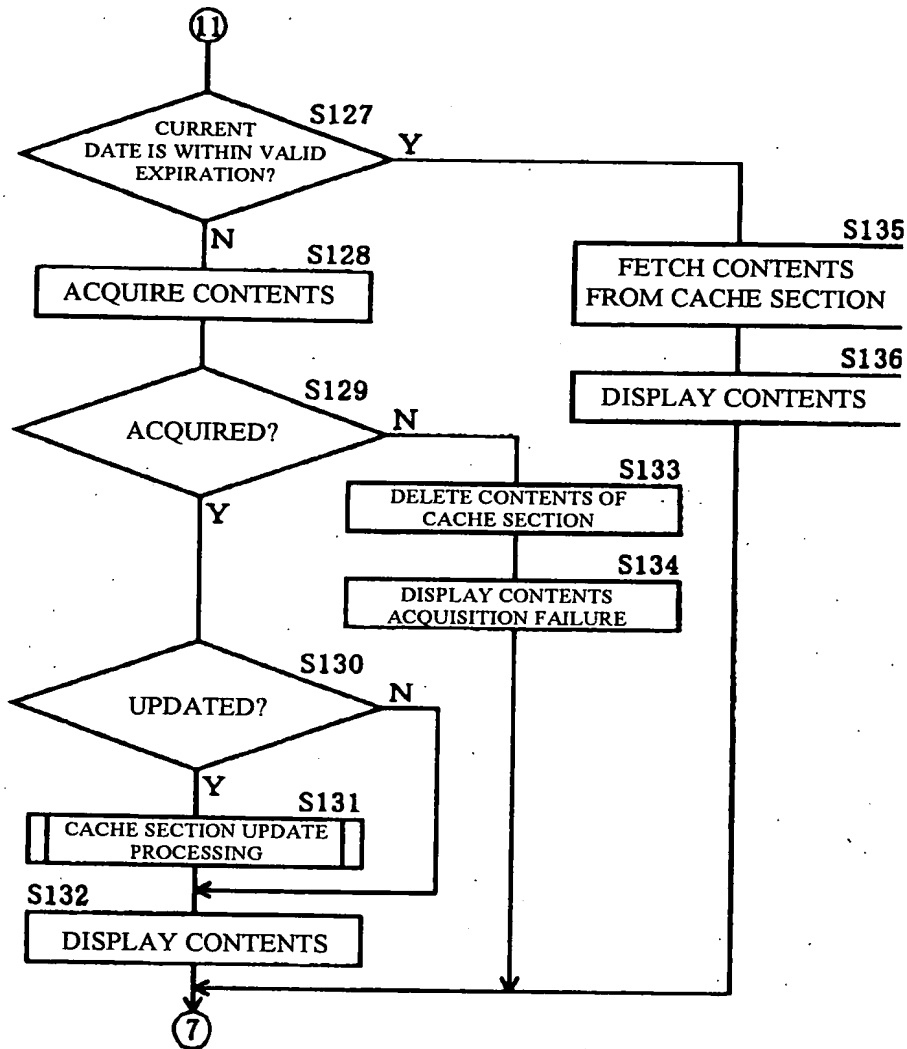 11
S127
CURRENT
DATE IS WITHIN VALID
EXPIRATION?
Y
N
S128
ACQUIRE CONTENTS
S135
FETCH CONTENTS
FROM CACHE SECTION
S136
DISPLAY CONTENTS
S129
ACQUIRED?
N
Y
S133
DELETE CONTENTS OF
CACHE SECTION
S134
DISPLAY CONTENTS
ACQUISITION FAILURE
S130
UPDATED?
N
Y
S131
CACHE SECTION UPDATE
PROCESSING
S132
DISPLAY CONTENTS
7